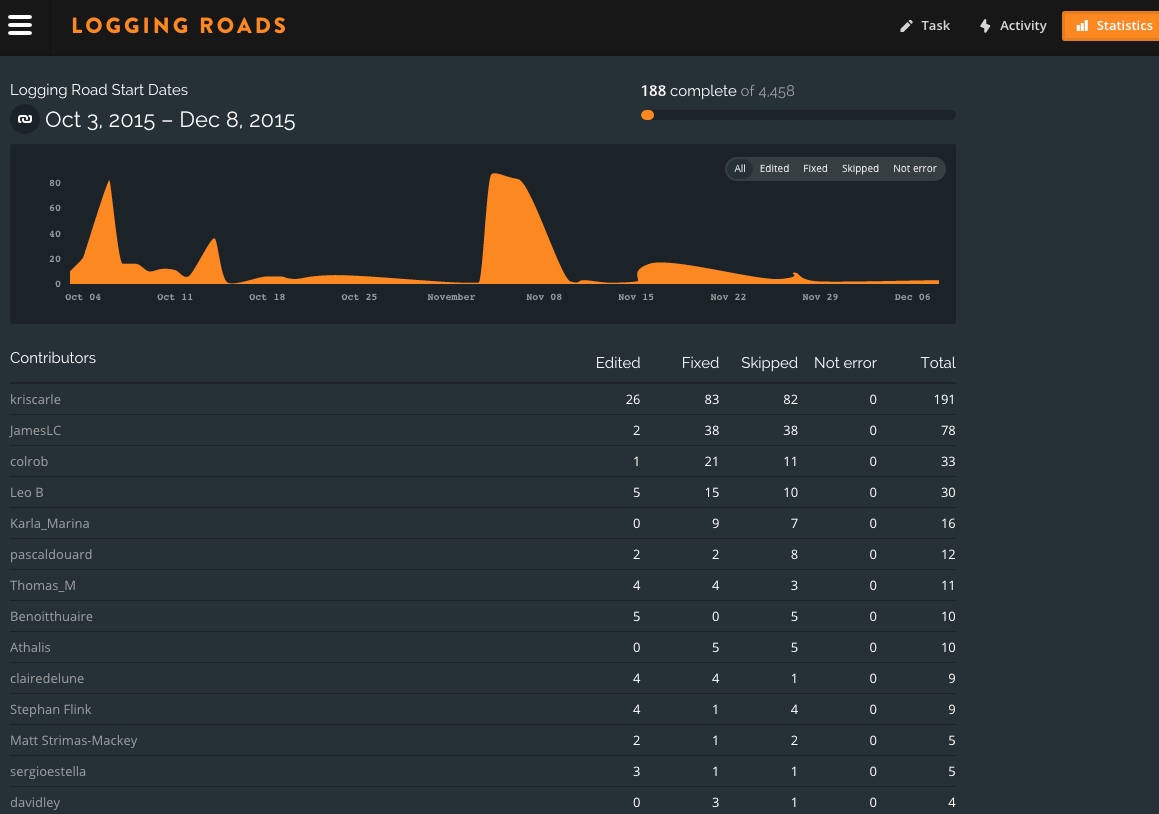 LOGGING ROADS
Task Activity Statistics
Logging Road Start Dates
Oct 3, 2015 – Dec 8, 2015
188 complete of 4,458
All Edited Fixed Skipped Not error
80
60
40
20
0
Oct 04 Oct 11 Oct 18 Oct 25 November Nov 08 Nov 15 Nov 22 Nov 29 Dec 06
Contributors Edited Fixed Skipped Not error Total
kriscarle 26 83 82 0 191
JamesLC 2 38 38 0 78
colrob 1 21 11 0 33
Leo B 5 15 10 0 30
Karla_Marina 0 9 7 0 16
pascaldouard 2 2 8 0 12
Thomas_M 4 4 3 0 11
Benoitthuaire 5 0 5 0 10
Athalis 0 5 5 0 10
clairedelune 4 4 1 0 9
Stephan Flink 4 1 4 0 9
Matt Strimas-Mackey 2 1 2 0 5
sergioestella 3 1 1 0 5
davidley 0 3 1 0 4